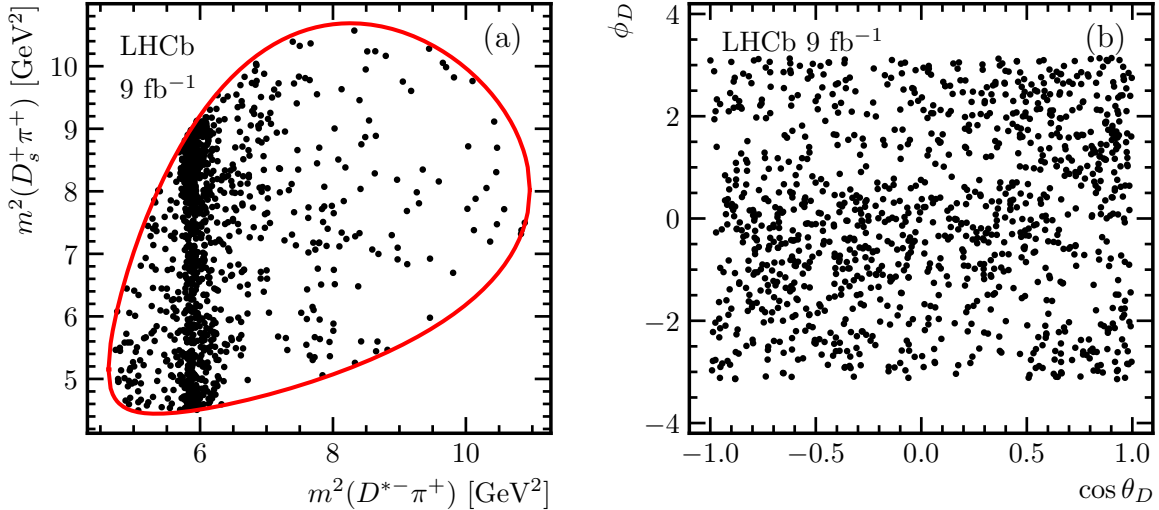 LHCb
9 fb⁻¹
(a)
m²(D_s⁺π⁺) [GeV²]
10
9
8
7
6
5
6
8
10
m²(D*⁻π⁺) [GeV²]
LHCb 9 fb⁻¹
(b)
ϕ_D
4
2
0
−2
−4
−1.0
−0.5
0.0
0.5
1.0
cos θ_D